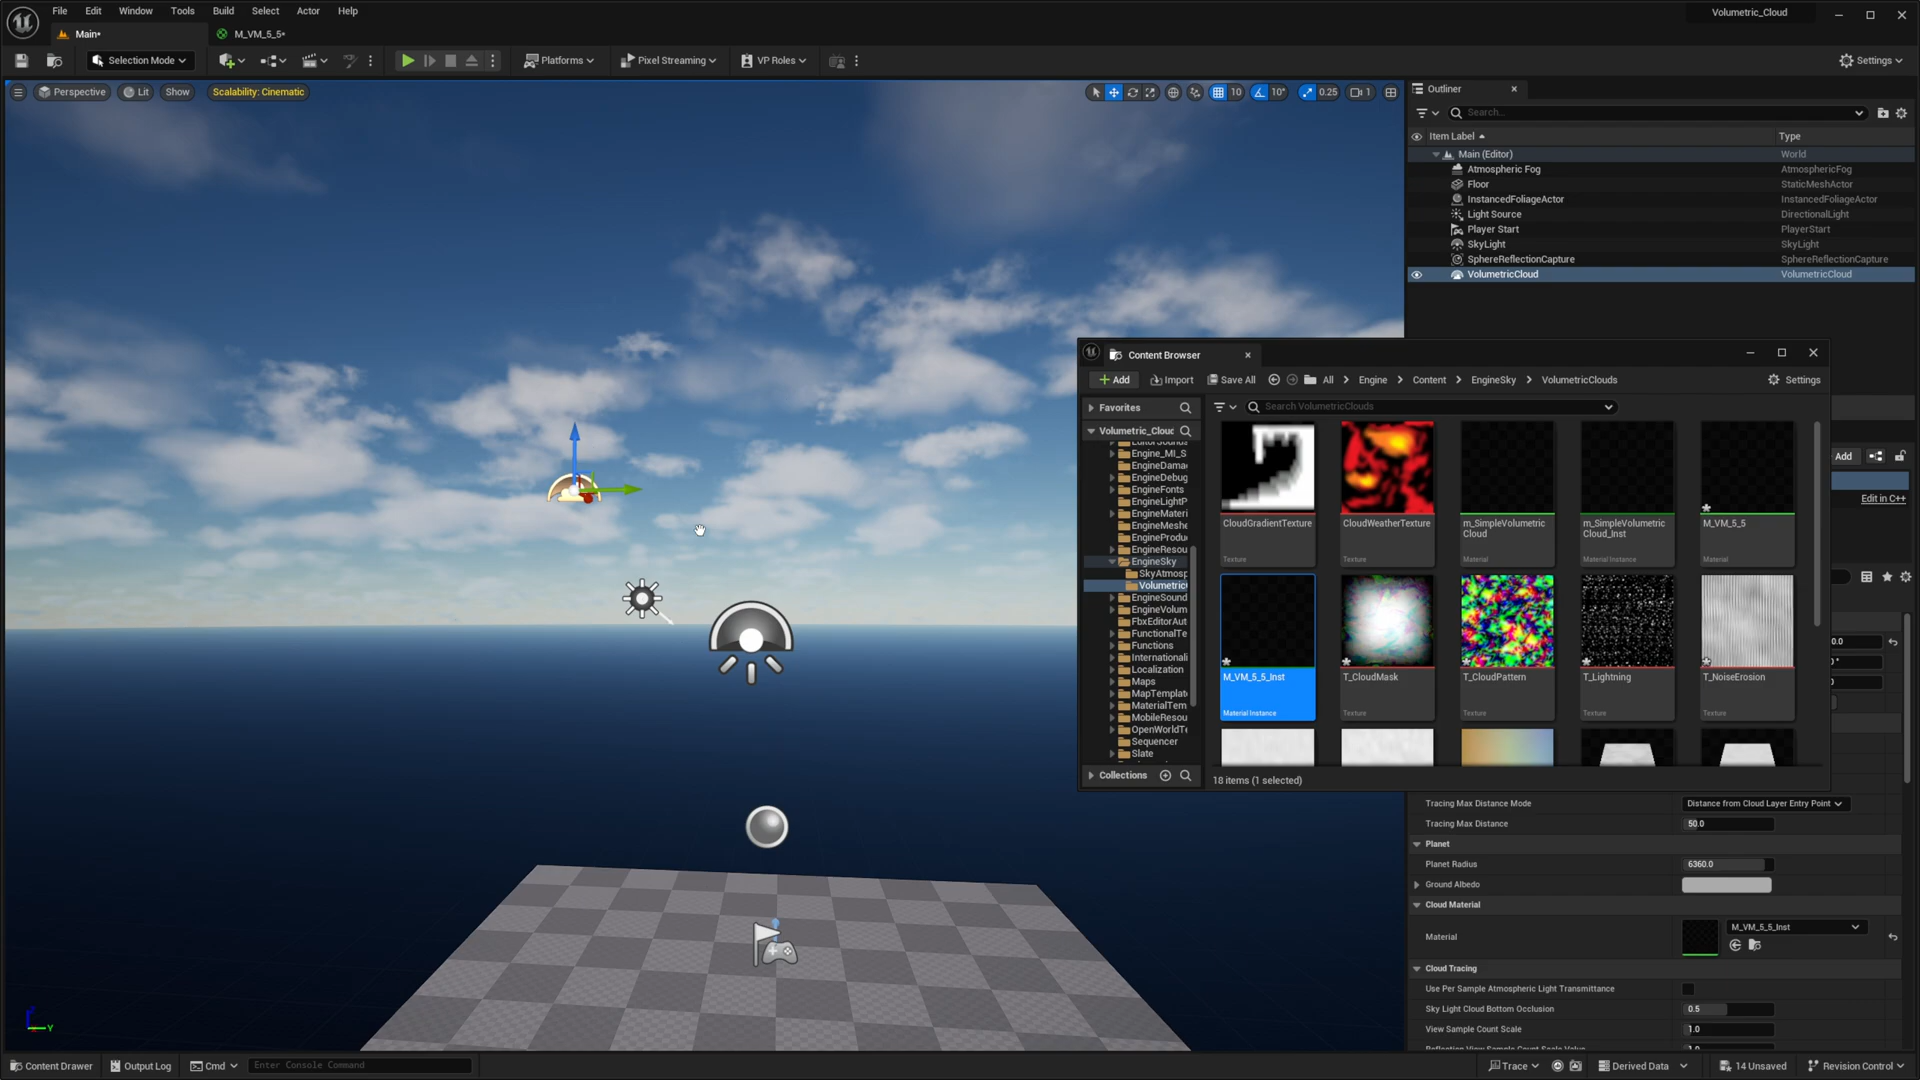 File Edit Window Tools Build Select Actor Help
Volumetric_Cloud
Main*
M_VM_5_5*
Selection Mode
Platforms
Pixel Streaming
VP Roles
Settings
Perspective
Lit
Show
Scalability: Cinematic
10
10°
0.25
1
Outliner
Search...
Item Label
Type
Main (Editor)
World
Atmospheric Fog
AtmosphericFog
Floor
StaticMeshActor
InstancedFoliageActor
InstancedFoliageActor
Light Source
DirectionalLight
Player Start
PlayerStart
SkyLight
SkyLight
SphereReflectionCapture
SphereReflectionCapture
VolumetricCloud
VolumetricCloud
Content Browser
Add
Import
Save All
All
Engine
Content
EngineSky
VolumetricClouds
Settings
Favorites
Search VolumetricClouds
Volumetric_Cloud
Engine_MI_S
EngineDama
EngineDebug
EngineFonts
EngineLightP
EngineMateri
EngineMeshe
EngineProdu
EngineResou
EngineSky
SkyAtmosp
Volumetric
EngineSound
EngineVolum
FbxEditorAut
FunctionalTe
Functions
Internationali
Localization
Maps
MapTemplat
MaterialTem
MobileResou
OpenWorldTe
Sequencer
Slate
Collections
CloudGradientTexture
Texture
CloudWeatherTexture
Texture
m_SimpleVolumetric
Cloud
Material
m_SimpleVolumetric
Cloud_Inst
Material Instance
M_VM_5_5
Material
M_VM_5_5_Inst
Material Instance
T_CloudMask
Texture
T_CloudPattern
Texture
T_Lightning
Texture
T_NoiseErosion
Texture
18 items (1 selected)
Add
Edit in C++
Tracing Max Distance Mode
Distance from Cloud Layer Entry Point
Tracing Max Distance
50.0
Planet
Planet Radius
6360.0
Ground Albedo
Cloud Material
Material
M_VM_5_5_Inst
Cloud Tracing
Use Per Sample Atmospheric Light Transmittance
Sky Light Cloud Bottom Occlusion
0.5
View Sample Count Scale
1.0
Y
Content Drawer
Output Log
Cmd
Enter Console Command
Trace
Derived Data
14 Unsaved
Revision Control